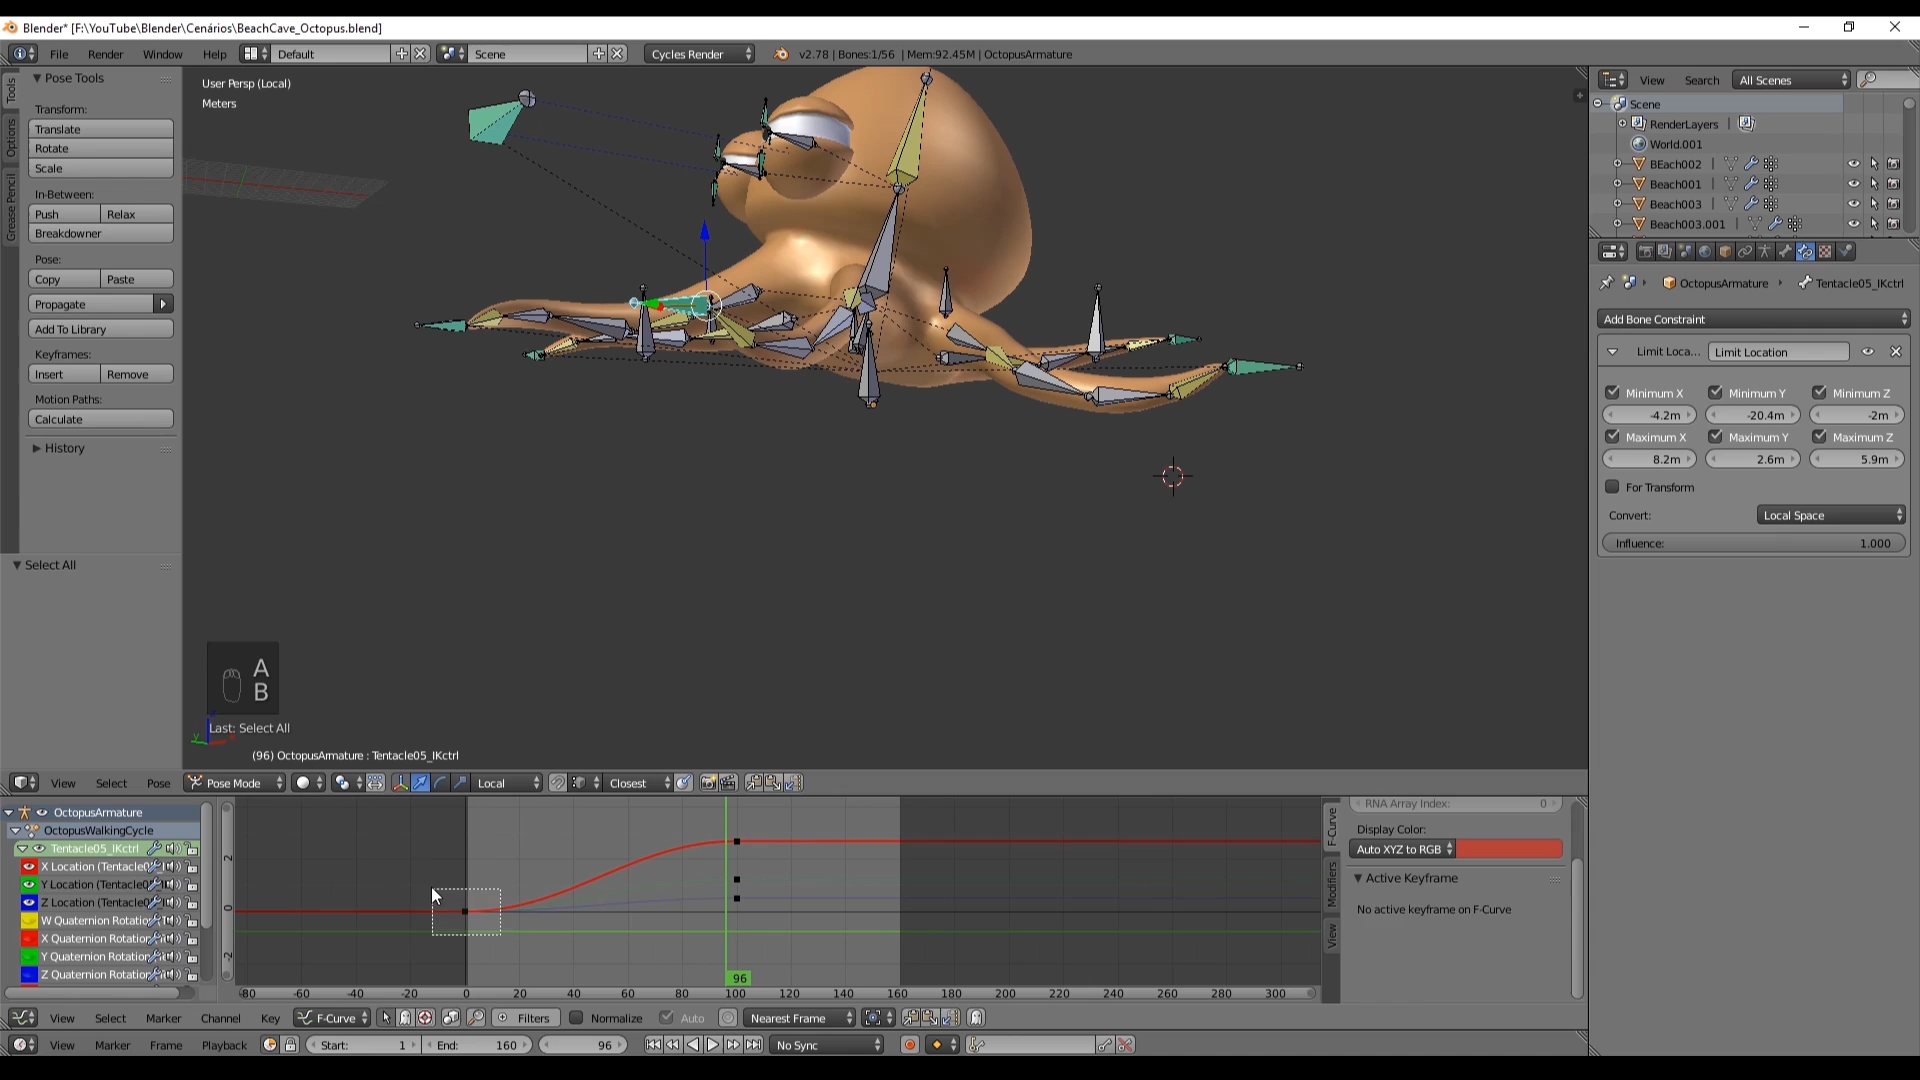 Blender* [F:\YouTube\Blender\Cenários\BeachCave_Octopus.blend]
File Render Window Help Default Scene Cycles Render v2.78 | Bones:1/56 | Mem:92.45M | OctopusArmature
Tools
Options
Grease Pencil
Pose Tools
Transform:
Translate
Rotate
Scale
In-Between:
Push Relax
Breakdowner
Pose:
Copy Paste
Propagate
Add To Library
Keyframes:
Insert Remove
Motion Paths:
Calculate
History
Select All
User Persp (Local)
Meters
A
B
Last: Select All
(96) OctopusArmature : Tentacle05_IKctrl
View Select Pose Pose Mode Local Closest
View Search All Scenes
Scene
RenderLayers
World.001
BEach002
Beach001
Beach003
Beach003.001
OctopusArmature Tentacle05_IKctrl
Add Bone Constraint
Limit Loca... Limit Location
Minimum X Minimum Y Minimum Z
-4.2m -20.4m -2m
Maximum X Maximum Y Maximum Z
8.2m 2.6m 5.9m
For Transform
Convert: Local Space
Influence: 1.000
OctopusArmature
OctopusWalkingCycle
Tentacle05_IKctrl
X Location (Tentacle0
Y Location (Tentacle0
Z Location (Tentacle0
W Quaternion Rotatio
X Quaternion Rotation
Y Quaternion Rotation
Z Quaternion Rotation
2
0
-2
96
-80 -60 -40 -20 0 20 40 60 80 100 120 140 160 180 200 220 240 260 280 300
F-Curve
Modifiers
View
RNA Array Index: 0
Display Color:
Auto XYZ to RGB
Active Keyframe
No active keyframe on F-Curve
View Select Marker Channel Key F-Curve Filters Normalize Auto Nearest Frame
View Marker Frame Playback Start: 1 End: 160 96 No Sync